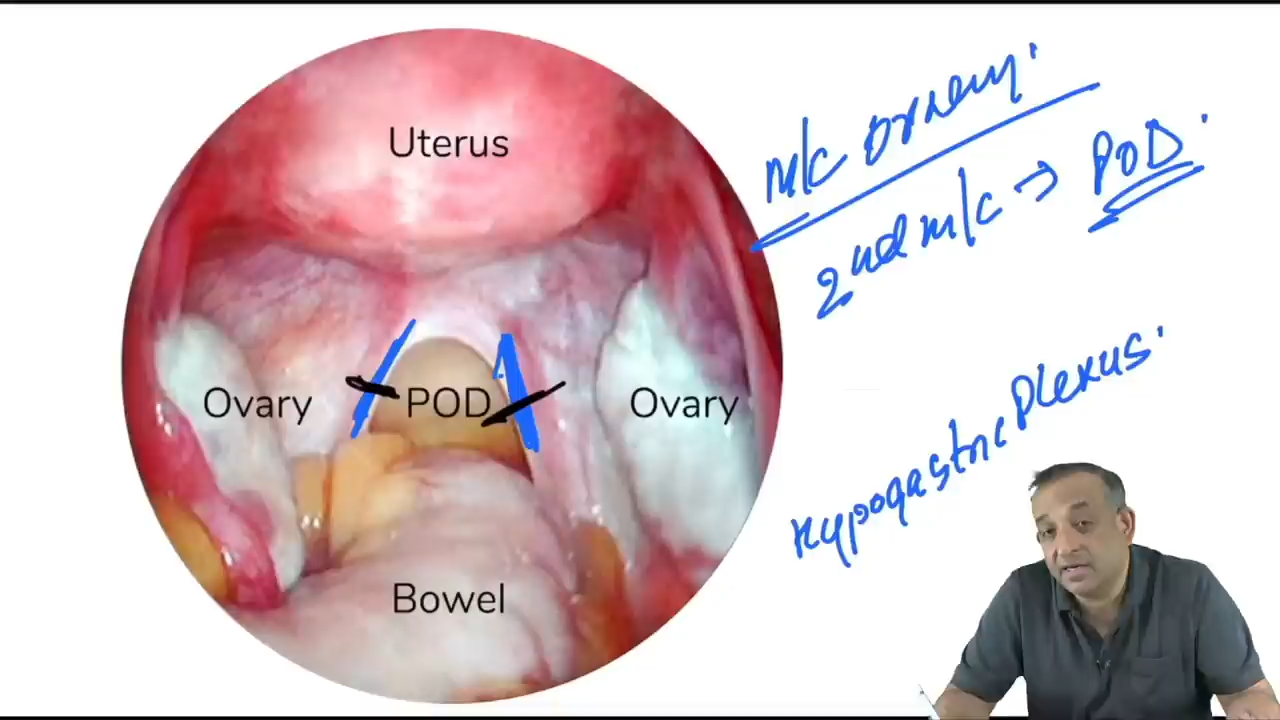 Uterus
Ovary
POD
Ovary
Bowel
m/c ovary.
2nd m/c → POD.
Hypogastric Plexus.